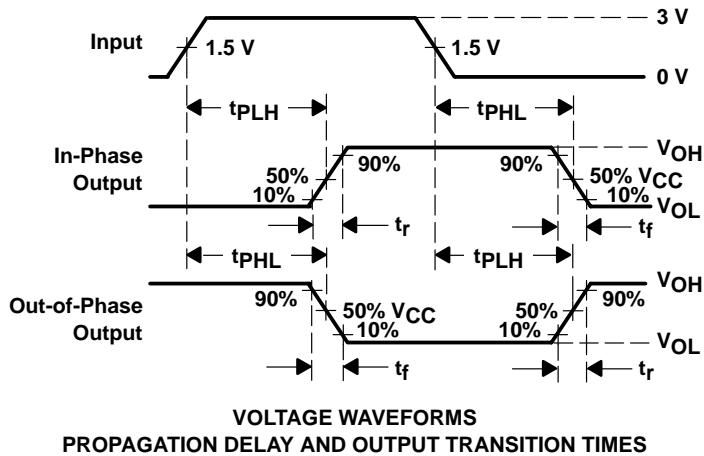 3 V
Input
1.5 V
1.5 V
0 V
tPLH
tPHL
In-Phase
Output
VOH
90%
90%
50%
50% VCC
10%
10%
VOL
tr
tf
tPHL
tPLH
Out-of-Phase
Output
VOH
90%
90%
50% VCC
50%
10%
10%
VOL
tf
tr
VOLTAGE WAVEFORMS
PROPAGATION DELAY AND OUTPUT TRANSITION TIMES